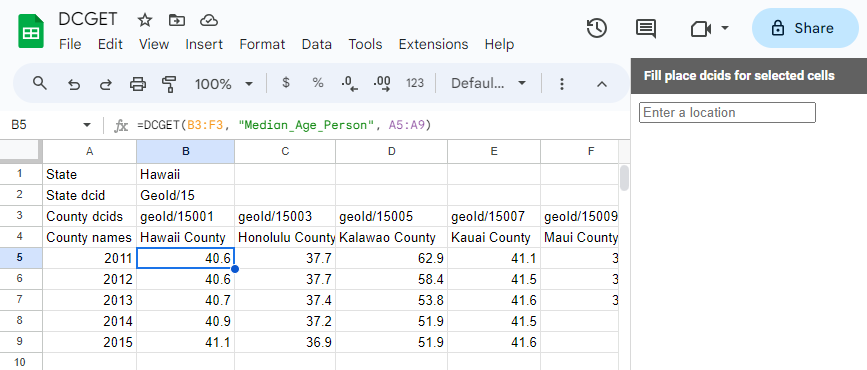 DCGET
File Edit View Insert Format Data Tools Extensions Help
Share
100% $ % .0 .00 123 Defaul...
Fill place dcids for selected cells
Enter a location
B5 fx =DCGET(B3:F3, "Median_Age_Person", A5:A9)
A B C D E F
1 State Hawaii
2 State dcid GeoId/15
3 County dcids geoId/15001 geoId/15003 geoId/15005 geoId/15007 geoId/15009
4 County names Hawaii County Honolulu County Kalawao County Kauai County Maui County
5 2011 40.6 37.7 62.9 41.1 3
6 2012 40.6 37.7 58.4 41.5 3
7 2013 40.7 37.4 53.8 41.6 3
8 2014 40.9 37.2 51.9 41.5
9 2015 41.1 36.9 51.9 41.6
10